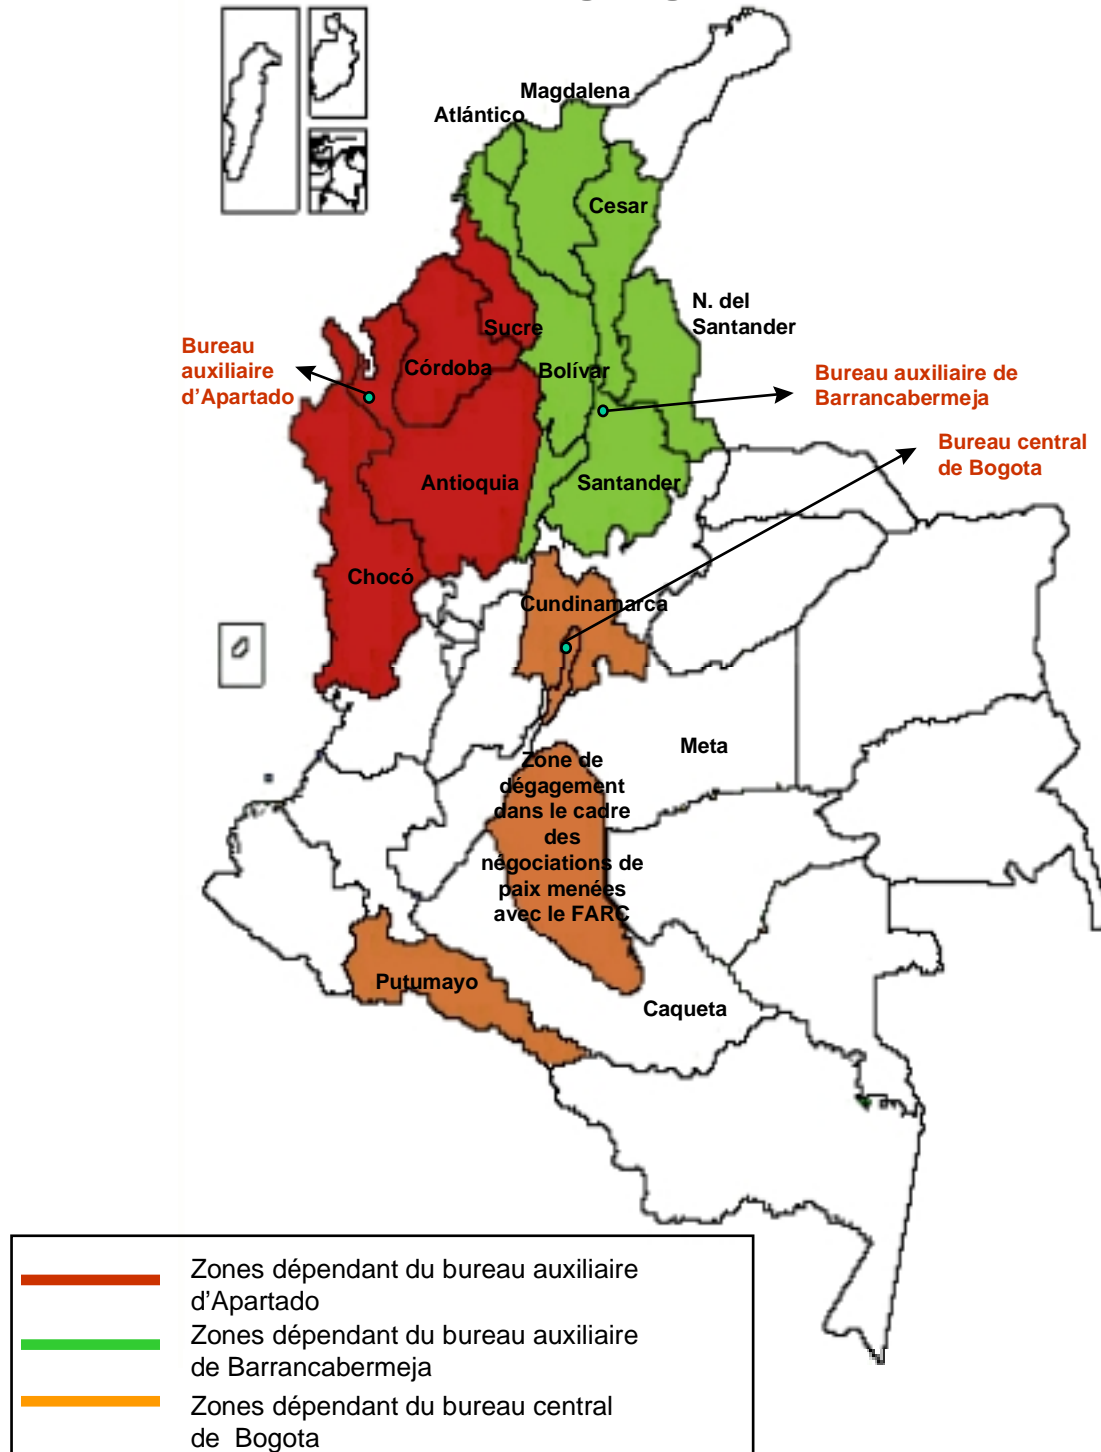 Magdalena
Atlántico
Cesar
N. del
Santander
Sucre
Bureau
auxiliaire
d'Apartado
Córdoba
Bolívar
Bureau auxiliaire de
Barrancabermeja
Bureau central
de Bogota
Antioquia
Santander
Chocó
Cundinamarca
Meta
Zone de
dégagement
dans le cadre
des
négociations de
paix menées
avec le FARC
Putumayo
Caqueta
Zones dépendant du bureau auxiliaire
d'Apartado
Zones dépendant du bureau auxiliaire
de Barrancabermeja
Zones dépendant du bureau central
de Bogota